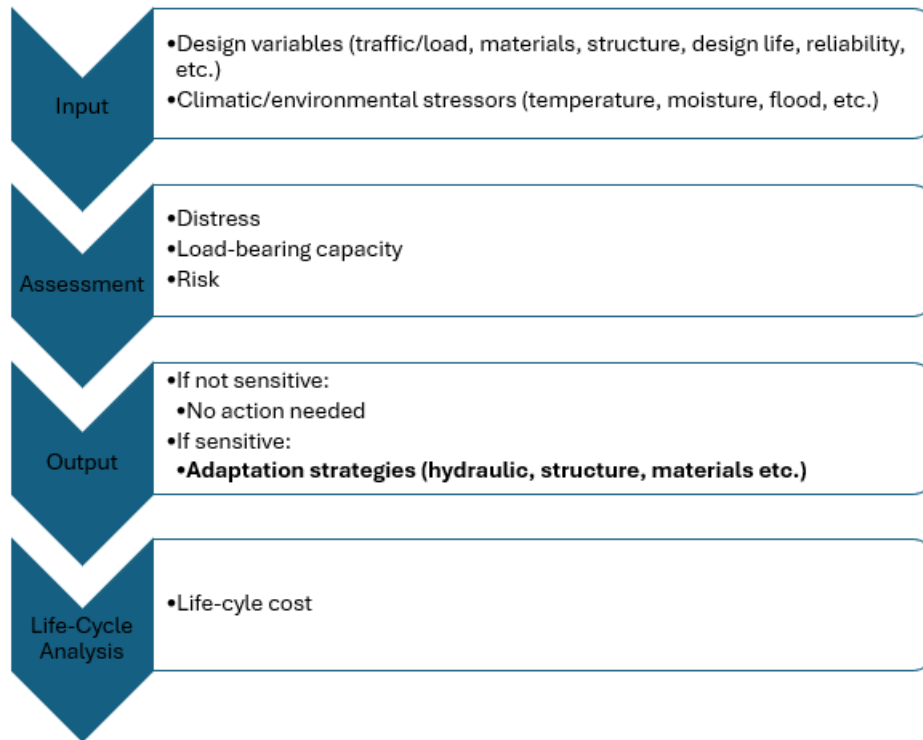 Input
•Design variables (traffic/load, materials, structure, design life, reliability,
etc.)
•Climatic/environmental stressors (temperature, moisture, flood, etc.)
Assessment
•Distress
•Load-bearing capacity
•Risk
Output
•If not sensitive:
•No action needed
•If sensitive:
•Adaptation strategies (hydraulic, structure, materials etc.)
Life-Cycle
Analysis
•Life-cyle cost